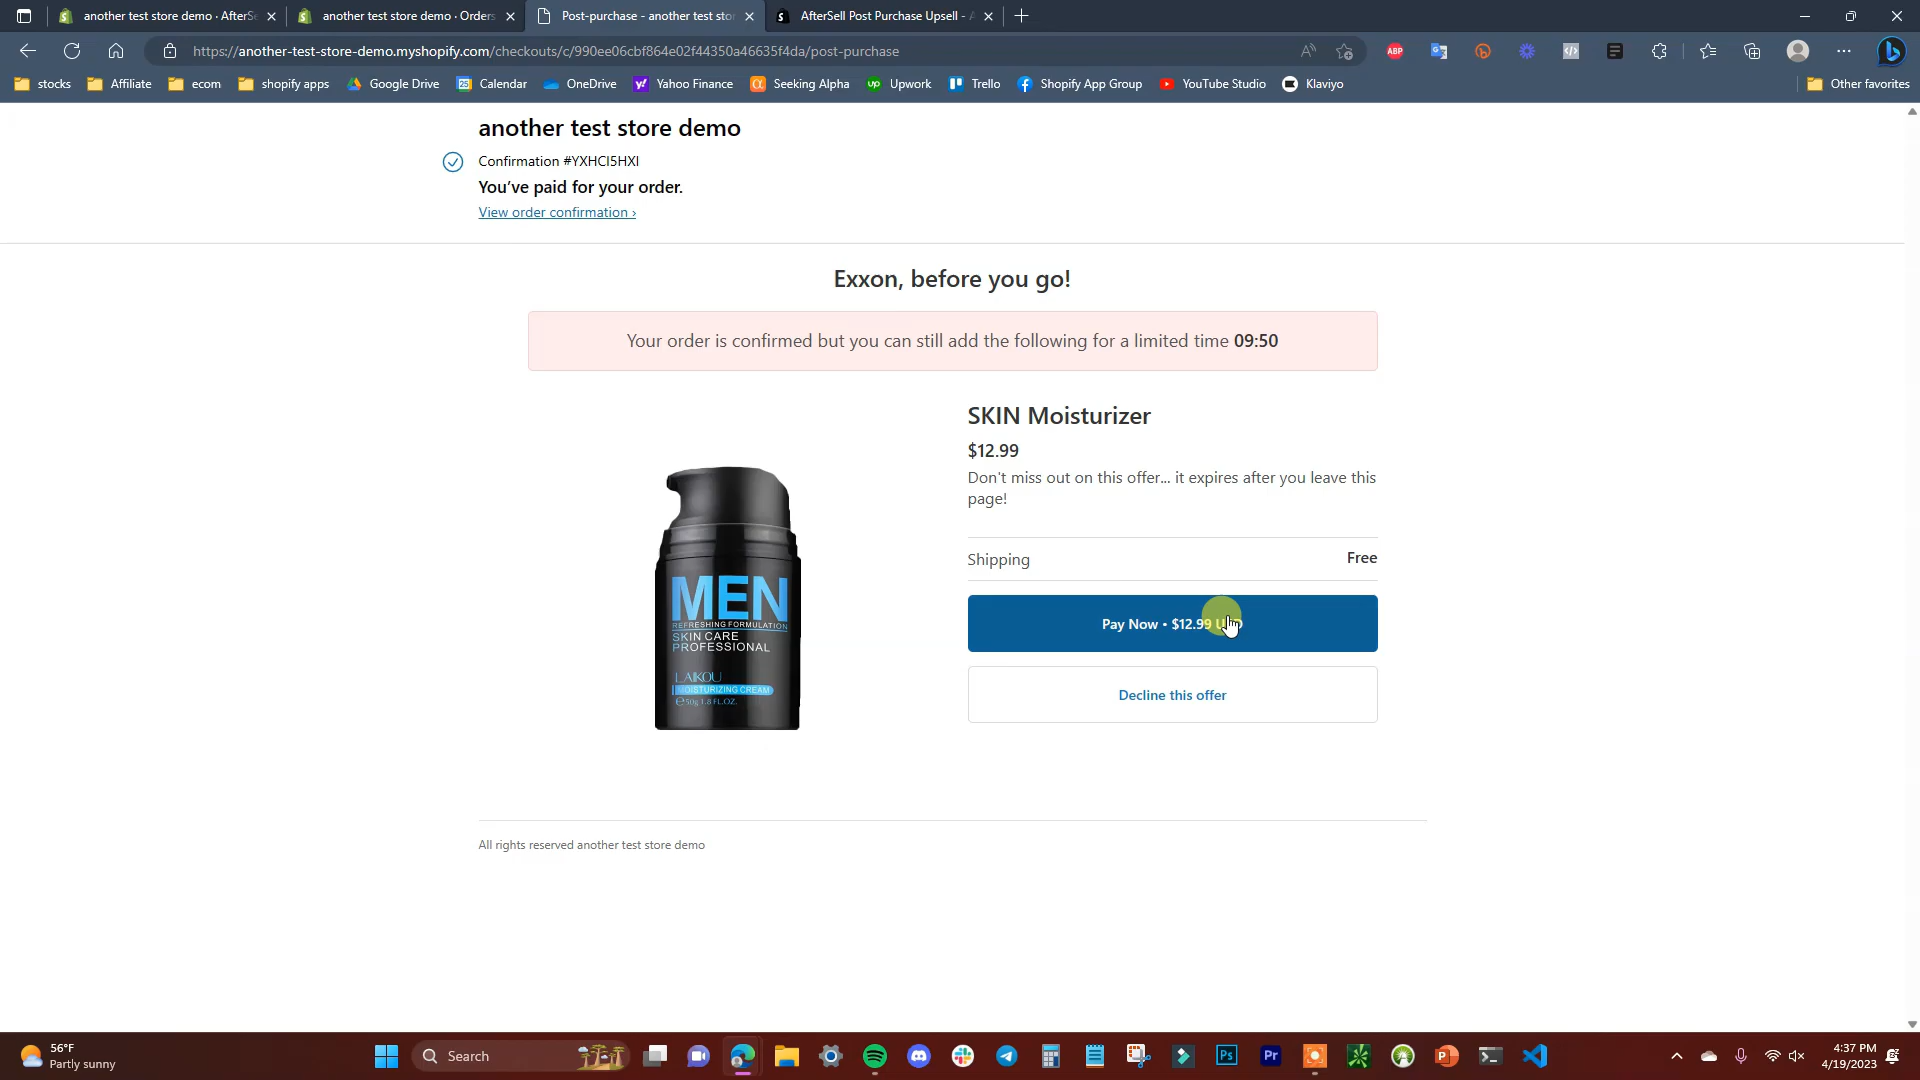 another test store demo · AfterSe
another test store demo · Orders
Post-purchase - another test stor
AfterSell Post Purchase Upsell - A
https://another-test-store-demo.myshopify.com/checkouts/c/990ee06cbf864e02f44350a46635f4da/post-purchase
ABP
stocks
Affiliate
ecom
shopify apps
Google Drive
Calendar
OneDrive
Yahoo Finance
Seeking Alpha
up Upwork
Trello
Shopify App Group
YouTube Studio
Klaviyo
Other favorites
another test store demo
Confirmation #YXHCI5HXI
You've paid for your order.
View order confirmation ›
Exxon, before you go!
Your order is confirmed but you can still add the following for a limited time 09:50
SKIN Moisturizer
$12.99
Don't miss out on this offer... it expires after you leave this
page!
Shipping
Free
Pay Now • $12.99 USD
Decline this offer
MEN
REFRESHING FORMULATION
SKIN CARE
PROFESSIONAL
LAIKOU
MOISTURIZING CREAM
℮50g 1.8 FL.OZ.
All rights reserved another test store demo
56°F
Partly sunny
Search
Ps
Pr
4:37 PM
4/19/2023